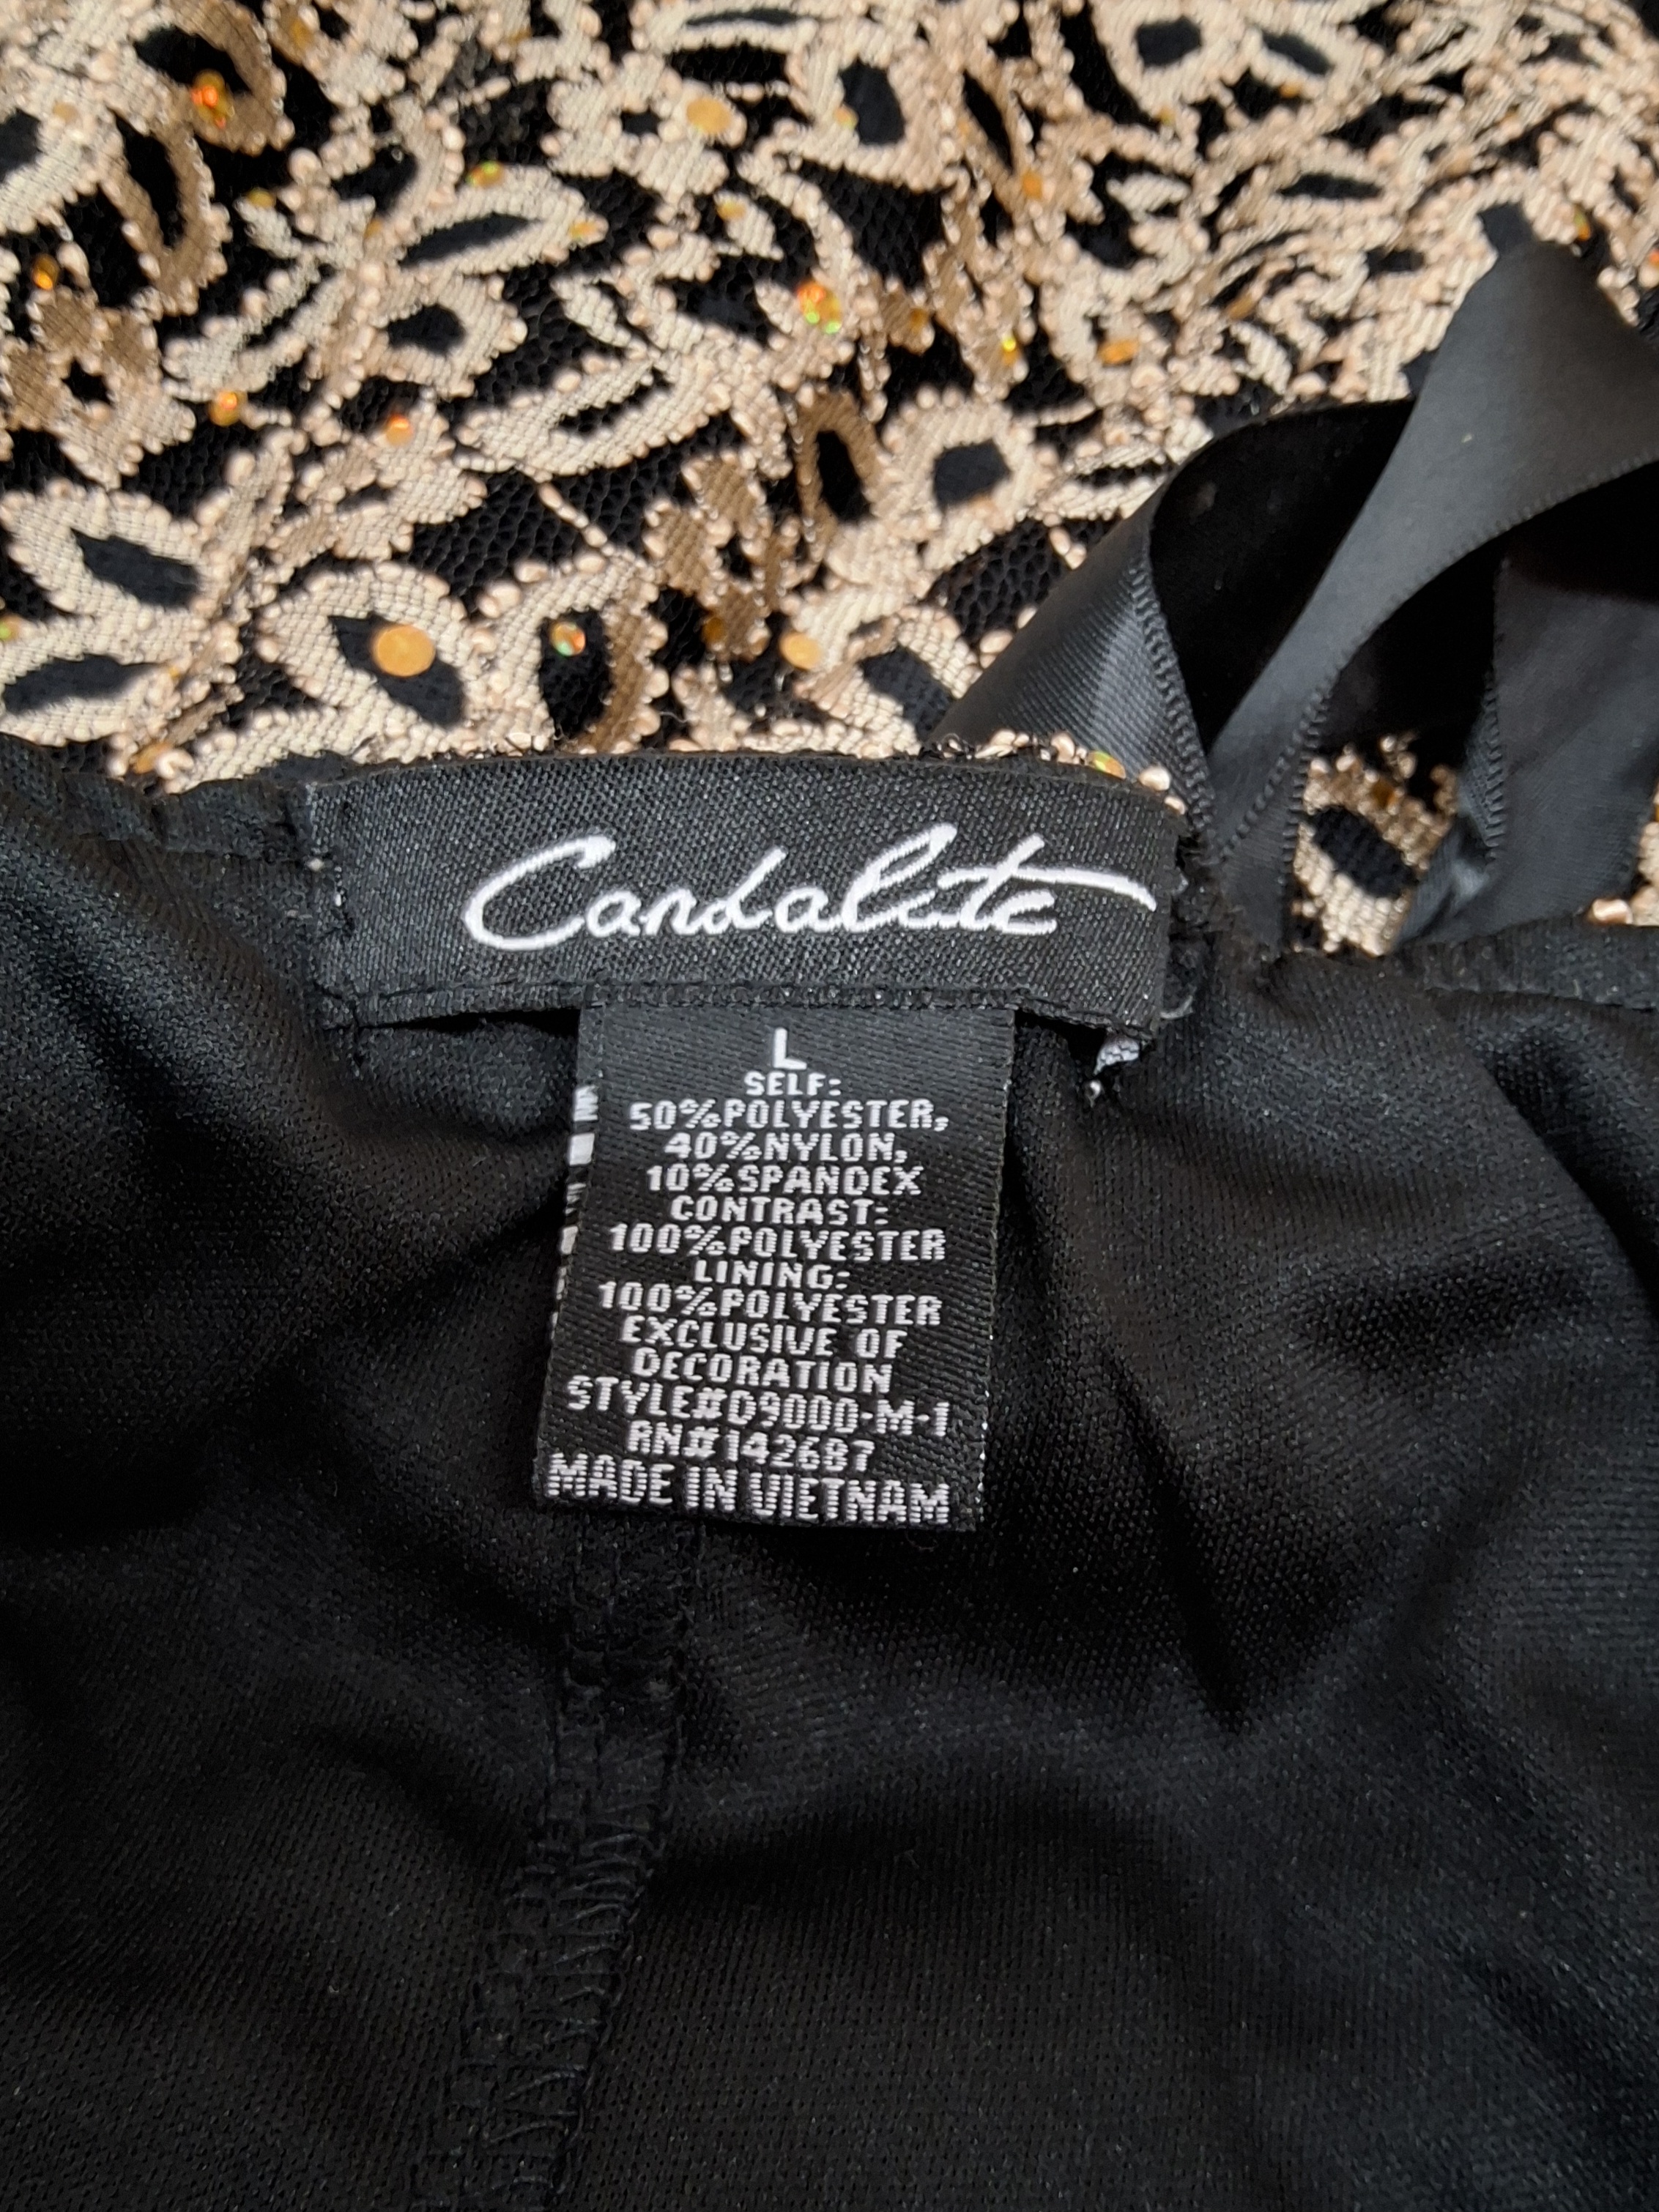 Candalite
L
SELF:
50%POLYESTER,
40%NYLON,
10%SPANDEX
CONTRAST:
100%POLYESTER
LINING:
100%POLYESTER
EXCLUSIVE OF
DECORATION
STYLE#D9000-M-1
RN#142687
MADE IN VIETNAM